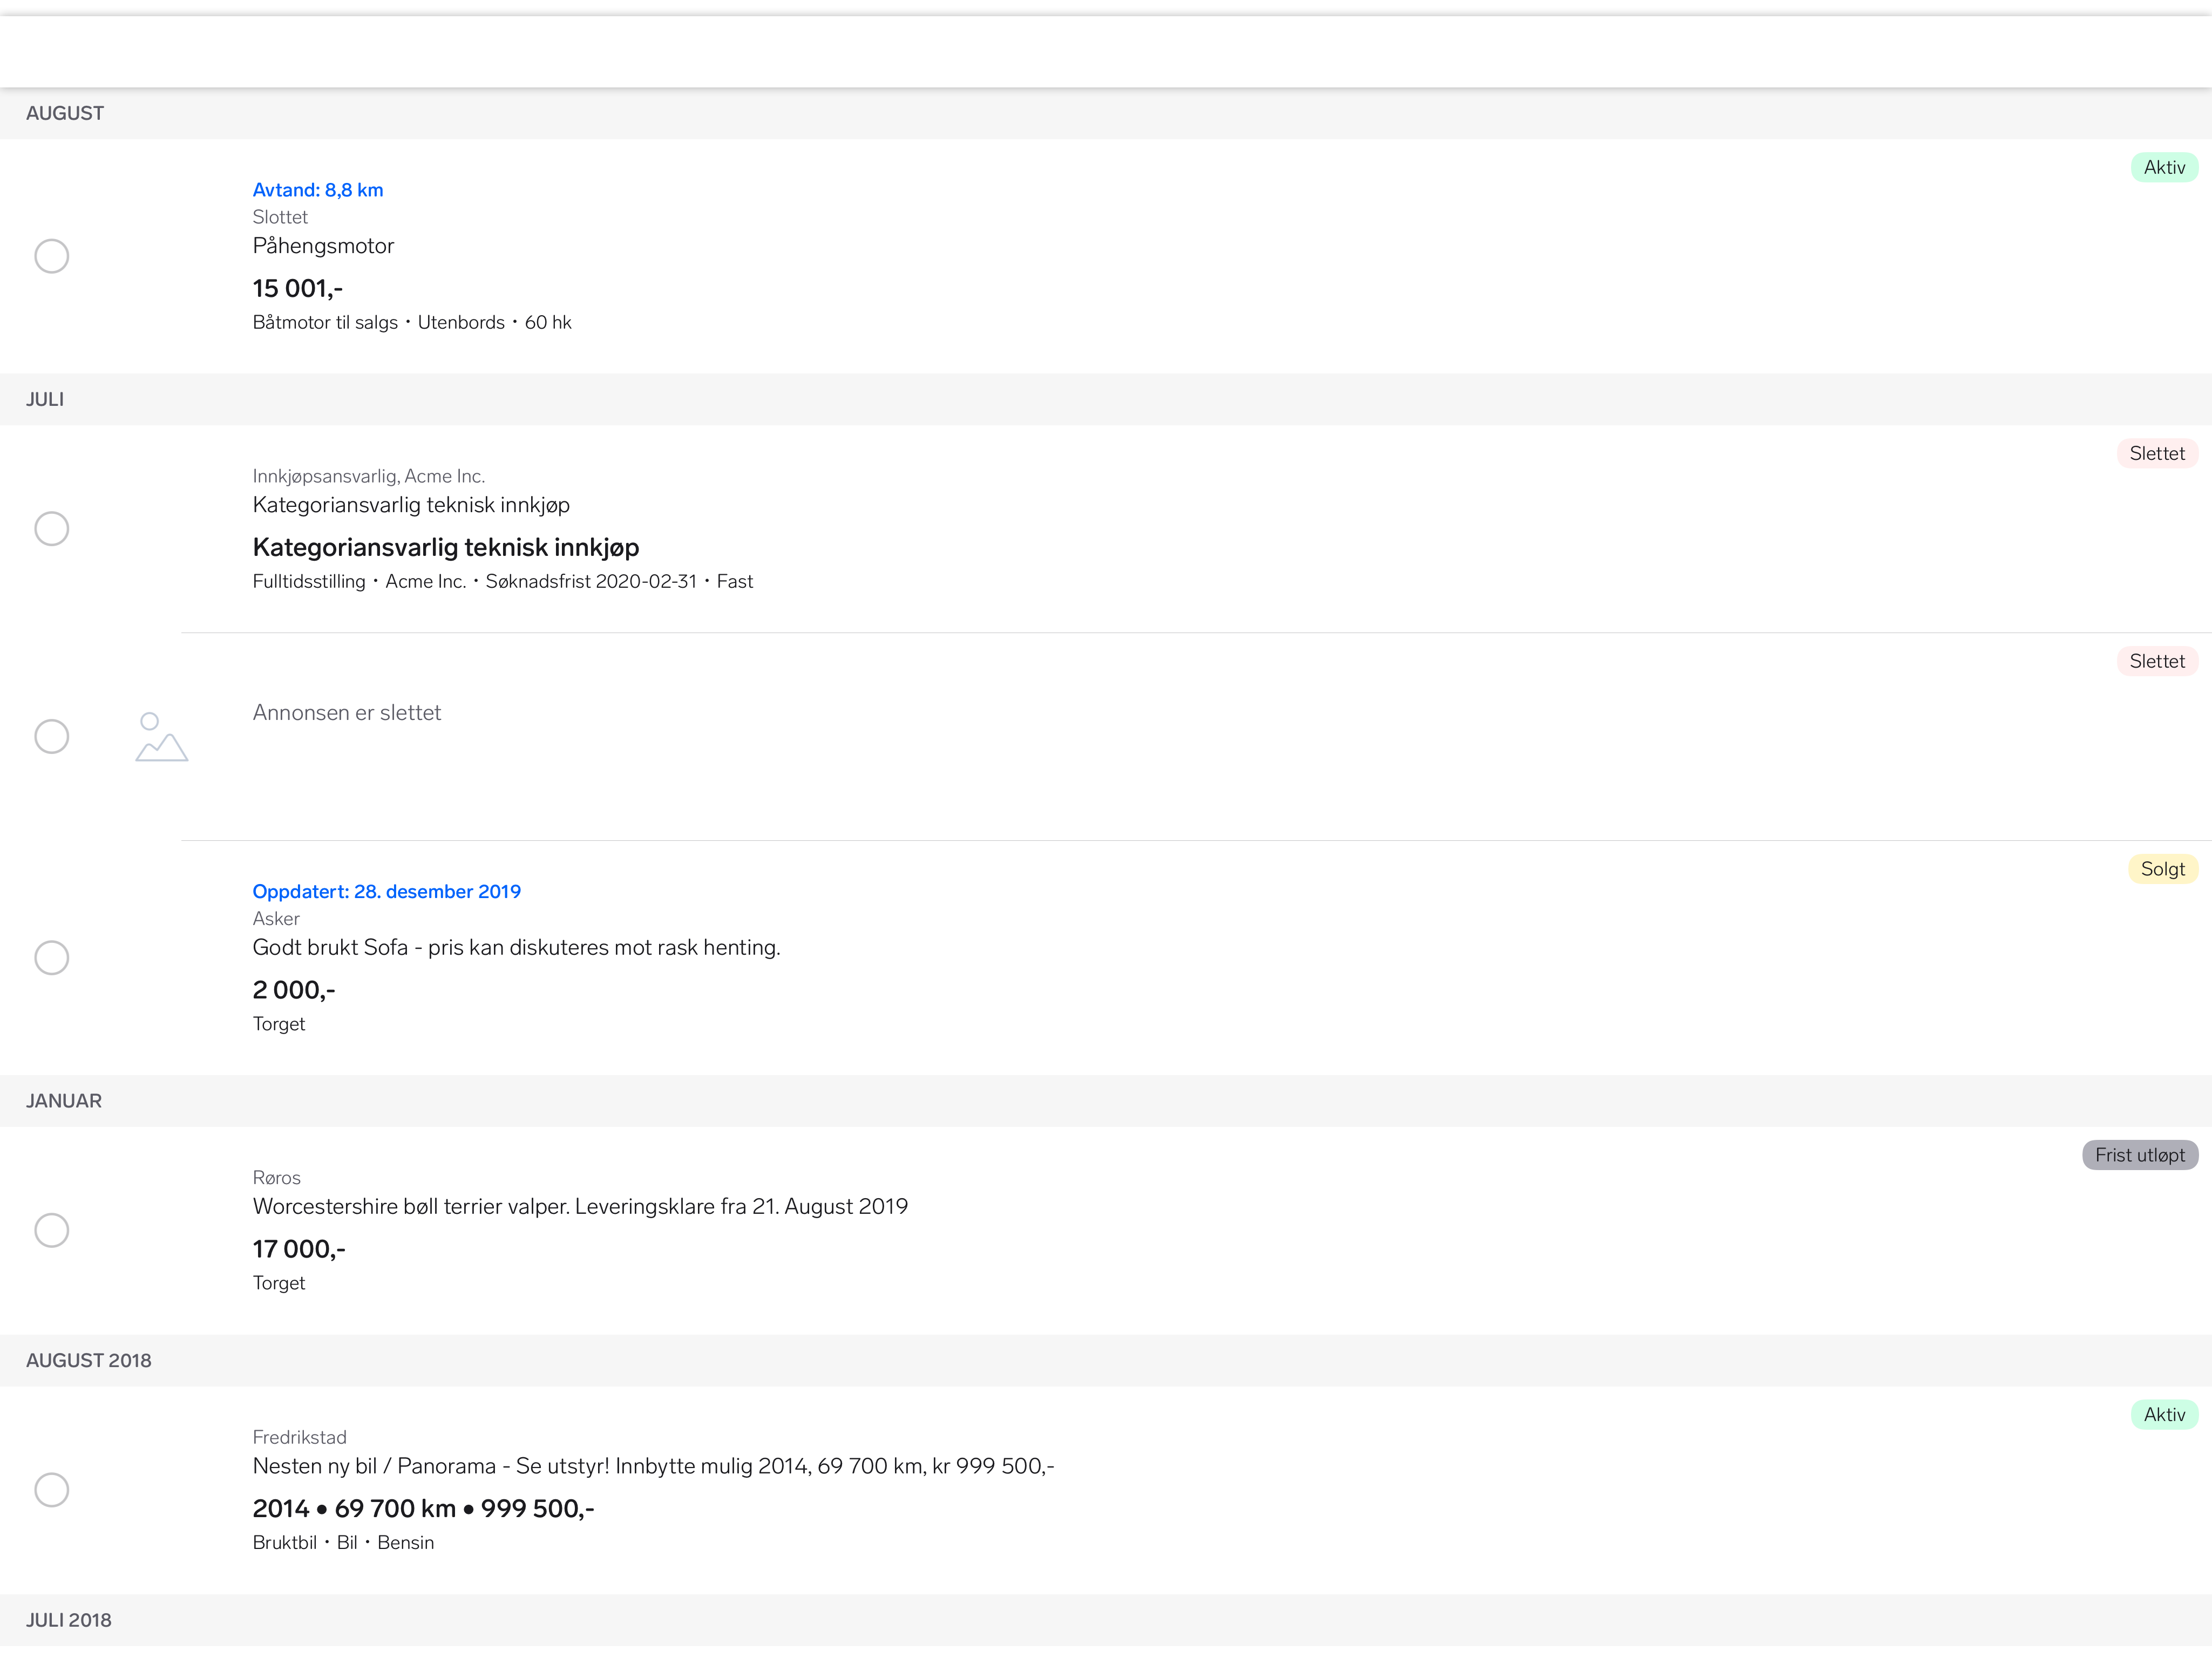 AUGUST
Aktiv
Avtand: 8,8 km
Slottet
Påhengsmotor
15 001,-
Båtmotor til salgs・Utenbords・60 hk
JULI
Slettet
Innkjøpsansvarlig, Acme Inc.
Kategoriansvarlig teknisk innkjøp
Kategoriansvarlig teknisk innkjøp
Fulltidsstilling・Acme Inc.・Søknadsfrist 2020-02-31・Fast
Slettet
Annonsen er slettet
Solgt
Oppdatert: 28. desember 2019
Asker
Godt brukt Sofa - pris kan diskuteres mot rask henting.
2 000,-
Torget
JANUAR
Frist utløpt
Røros
Worcestershire bøll terrier valper. Leveringsklare fra 21. August 2019
17 000,-
Torget
AUGUST 2018
Aktiv
Fredrikstad
Nesten ny bil / Panorama - Se utstyr! Innbytte mulig 2014, 69 700 km, kr 999 500,-
2014 • 69 700 km • 999 500,-
Bruktbil・Bil・Bensin
JULI 2018